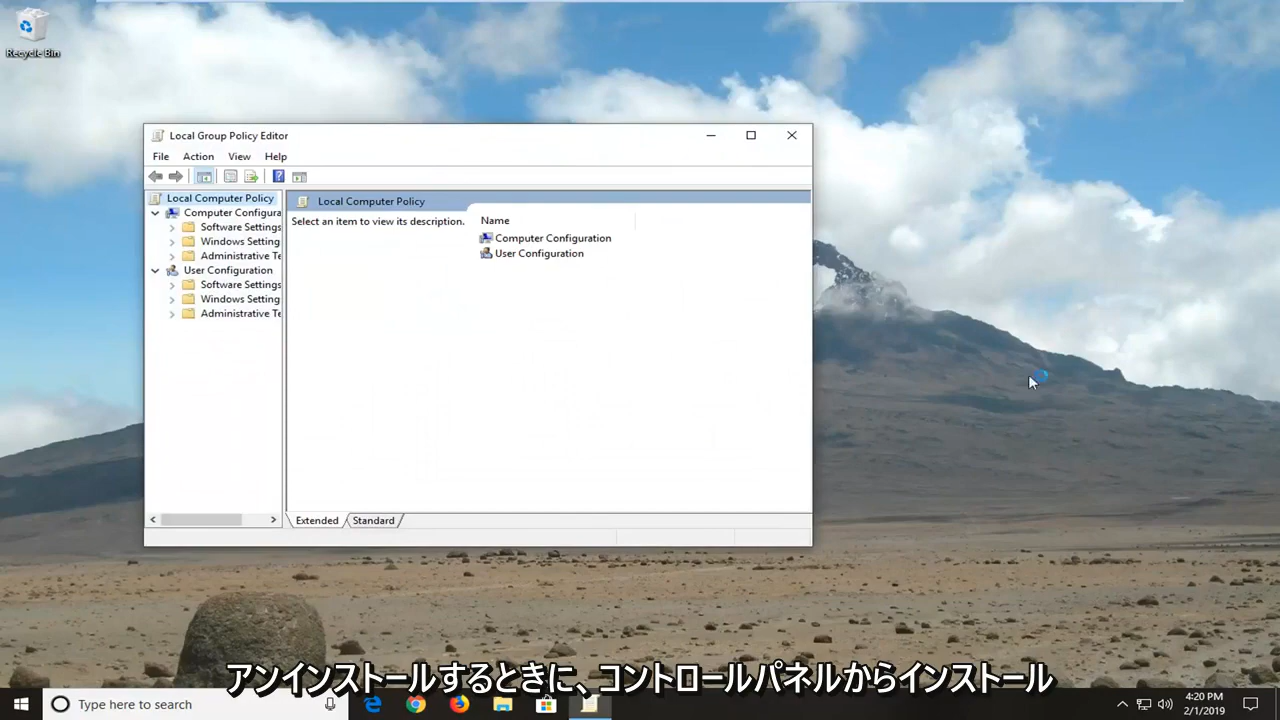 Recycle Bin
Local Group Policy Editor
File Action View Help
Local Computer Policy
Computer Configura
Software Settings
Windows Setting
Administrative Te
User Configuration
Software Settings
Windows Setting
Administrative Te
Local Computer Policy
Select an item to view its description.
Name
Computer Configuration
User Configuration
Extended Standard
アンインストールするときに、コントロールパネルからインストール
Type here to search
4:20 PM
2/1/2019